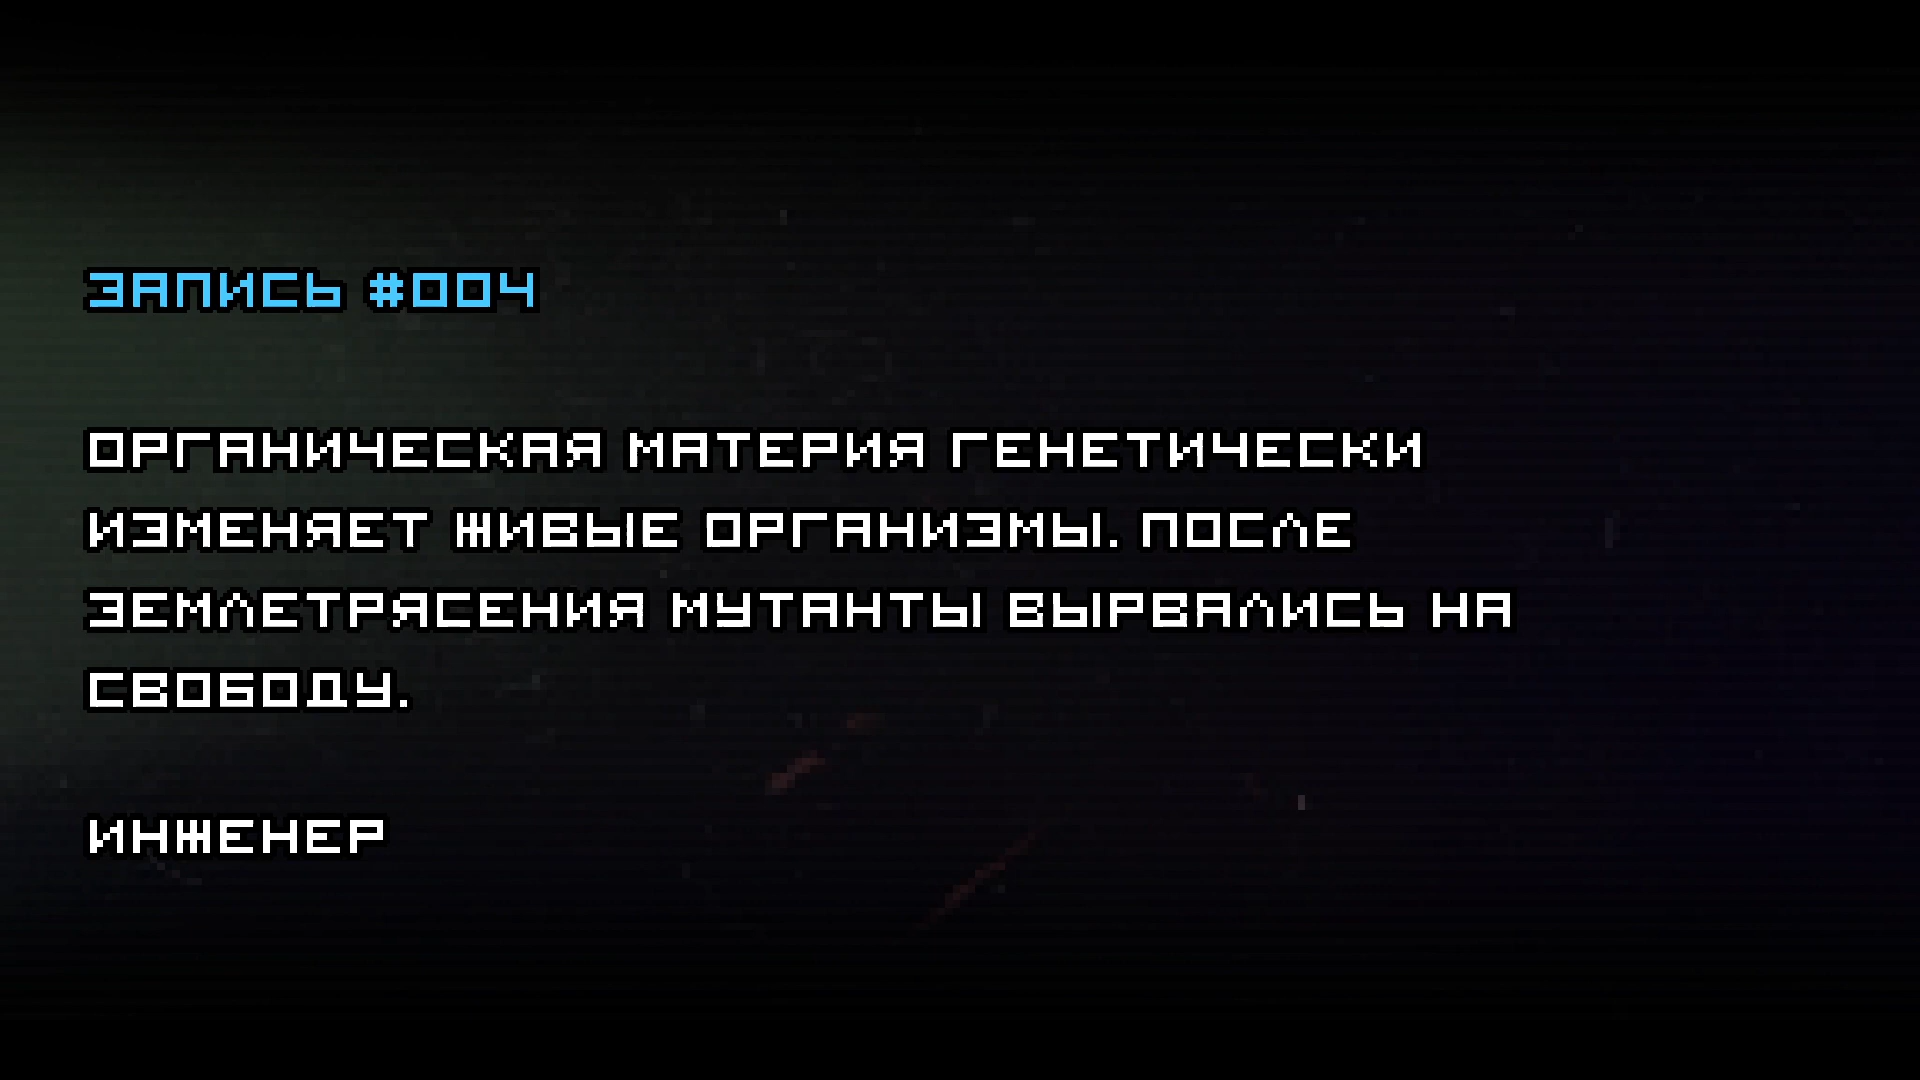 ЗАПИСЬ #004
ОРГАНИЧЕСКАЯ МАТЕРИЯ ГЕНЕТИЧЕСКИ
ИЗМЕНЯЕТ ЖИВЫЕ ОРГАНИЗМЫ. ПОСЛЕ
ЗЕМЛЕТРЯСЕНИЯ МУТАНТЫ ВЫРВАЛИСЬ НА
СВОБОДУ.
ИНЖЕНЕР